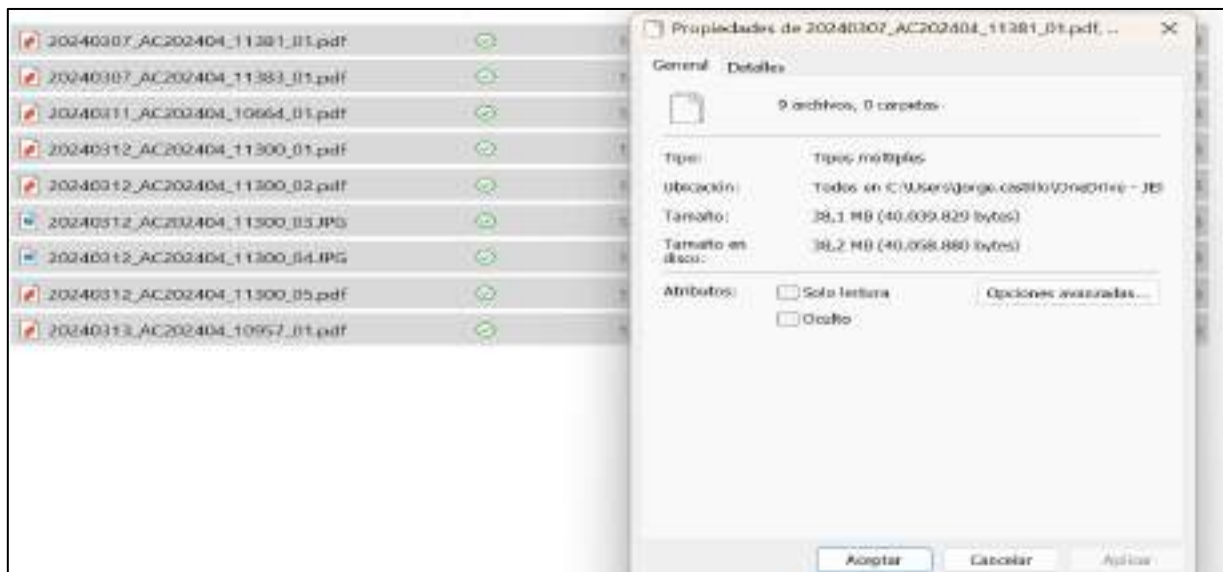 20240307_AC202404_11381_01.pdf
20240307_AC202404_11383_01.pdf
20240311_AC202404_10664_01.pdf
20240312_AC202404_11300_01.pdf
20240312_AC202404_11300_02.pdf
20240312_AC202404_11300_03.JPG
20240312_AC202404_11300_04.JPG
20240312_AC202404_11300_05.pdf
20240313_AC202404_10957_01.pdf
Propiedades de 20240307_AC202404_11381_01.pdf, ...
General Detalles
9 archivos, 0 carpetas
Tipo: Tipos múltiples
Ubicación: Todos en C:\Users\jorge.castillo\OneDrive - JEI
Tamaño: 38,1 MB (40.039.829 bytes)
Tamaño en disco: 38,2 MB (40.058.880 bytes)
Atributos: Solo lectura Opciones avanzadas...
Oculto
Aceptar Cancelar Aplicar